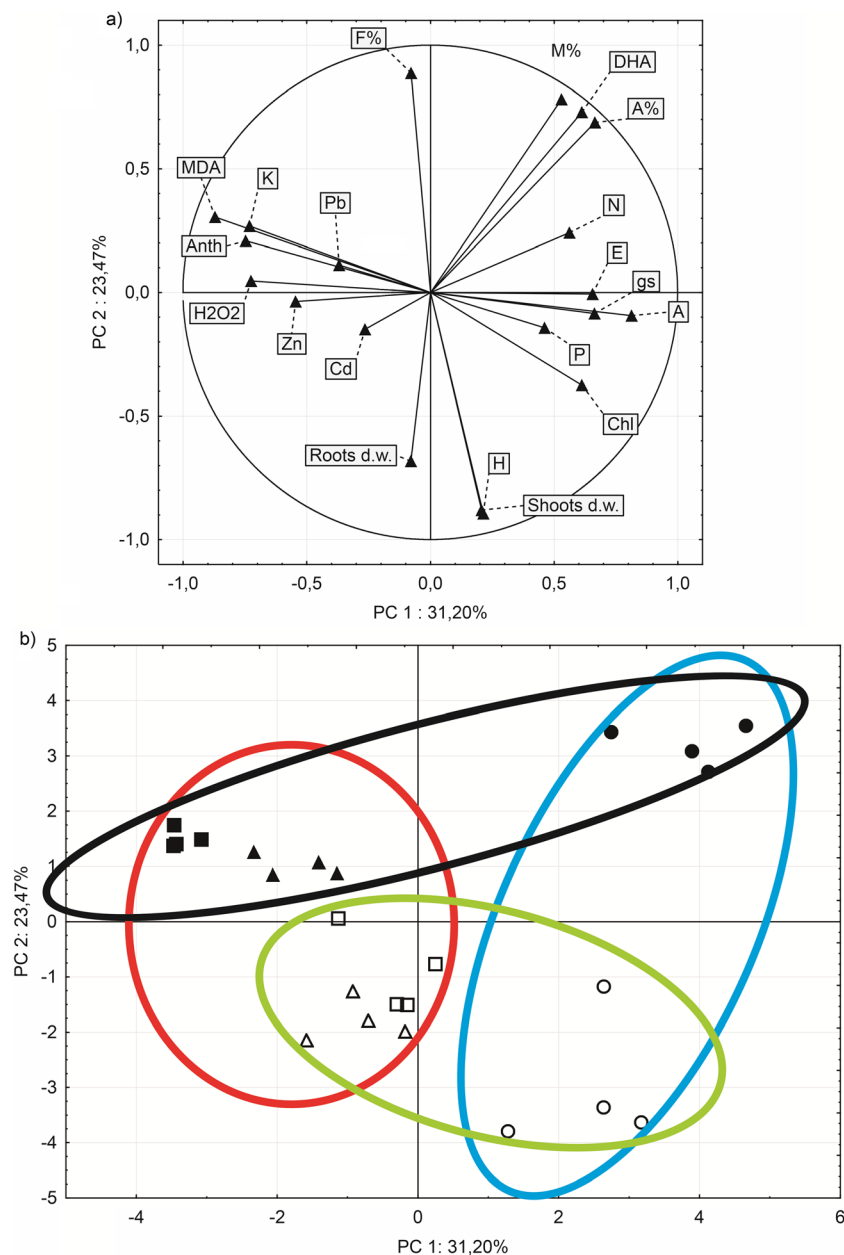 a)
1,0
F%
M%
DHA
A%
0,5
MDA
K
Pb
N
Anth
E
gs
0,0
H2O2
A
Zn
P
Cd
Chl
PC 2 : 23,47%
-0,5
Roots d.w.
H
Shoots d.w.
-1,0
-1,0 -0,5 0,0 0,5 1,0
PC 1 : 31,20%
b)
5
4
3
2
1
0
-1
-2
-3
-4
-5
PC 2: 23,47%
-4 -2 0 2 4 6
PC 1: 31,20%